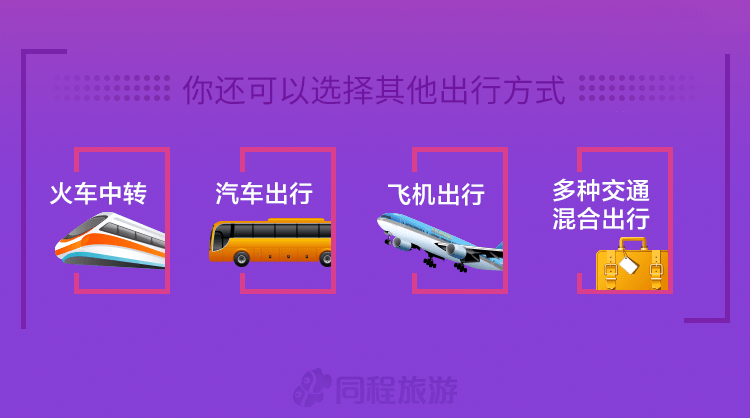 你还可以选择其他出行方式
火车中转
汽车出行
飞机出行
多种交通
混合出行
同程旅游